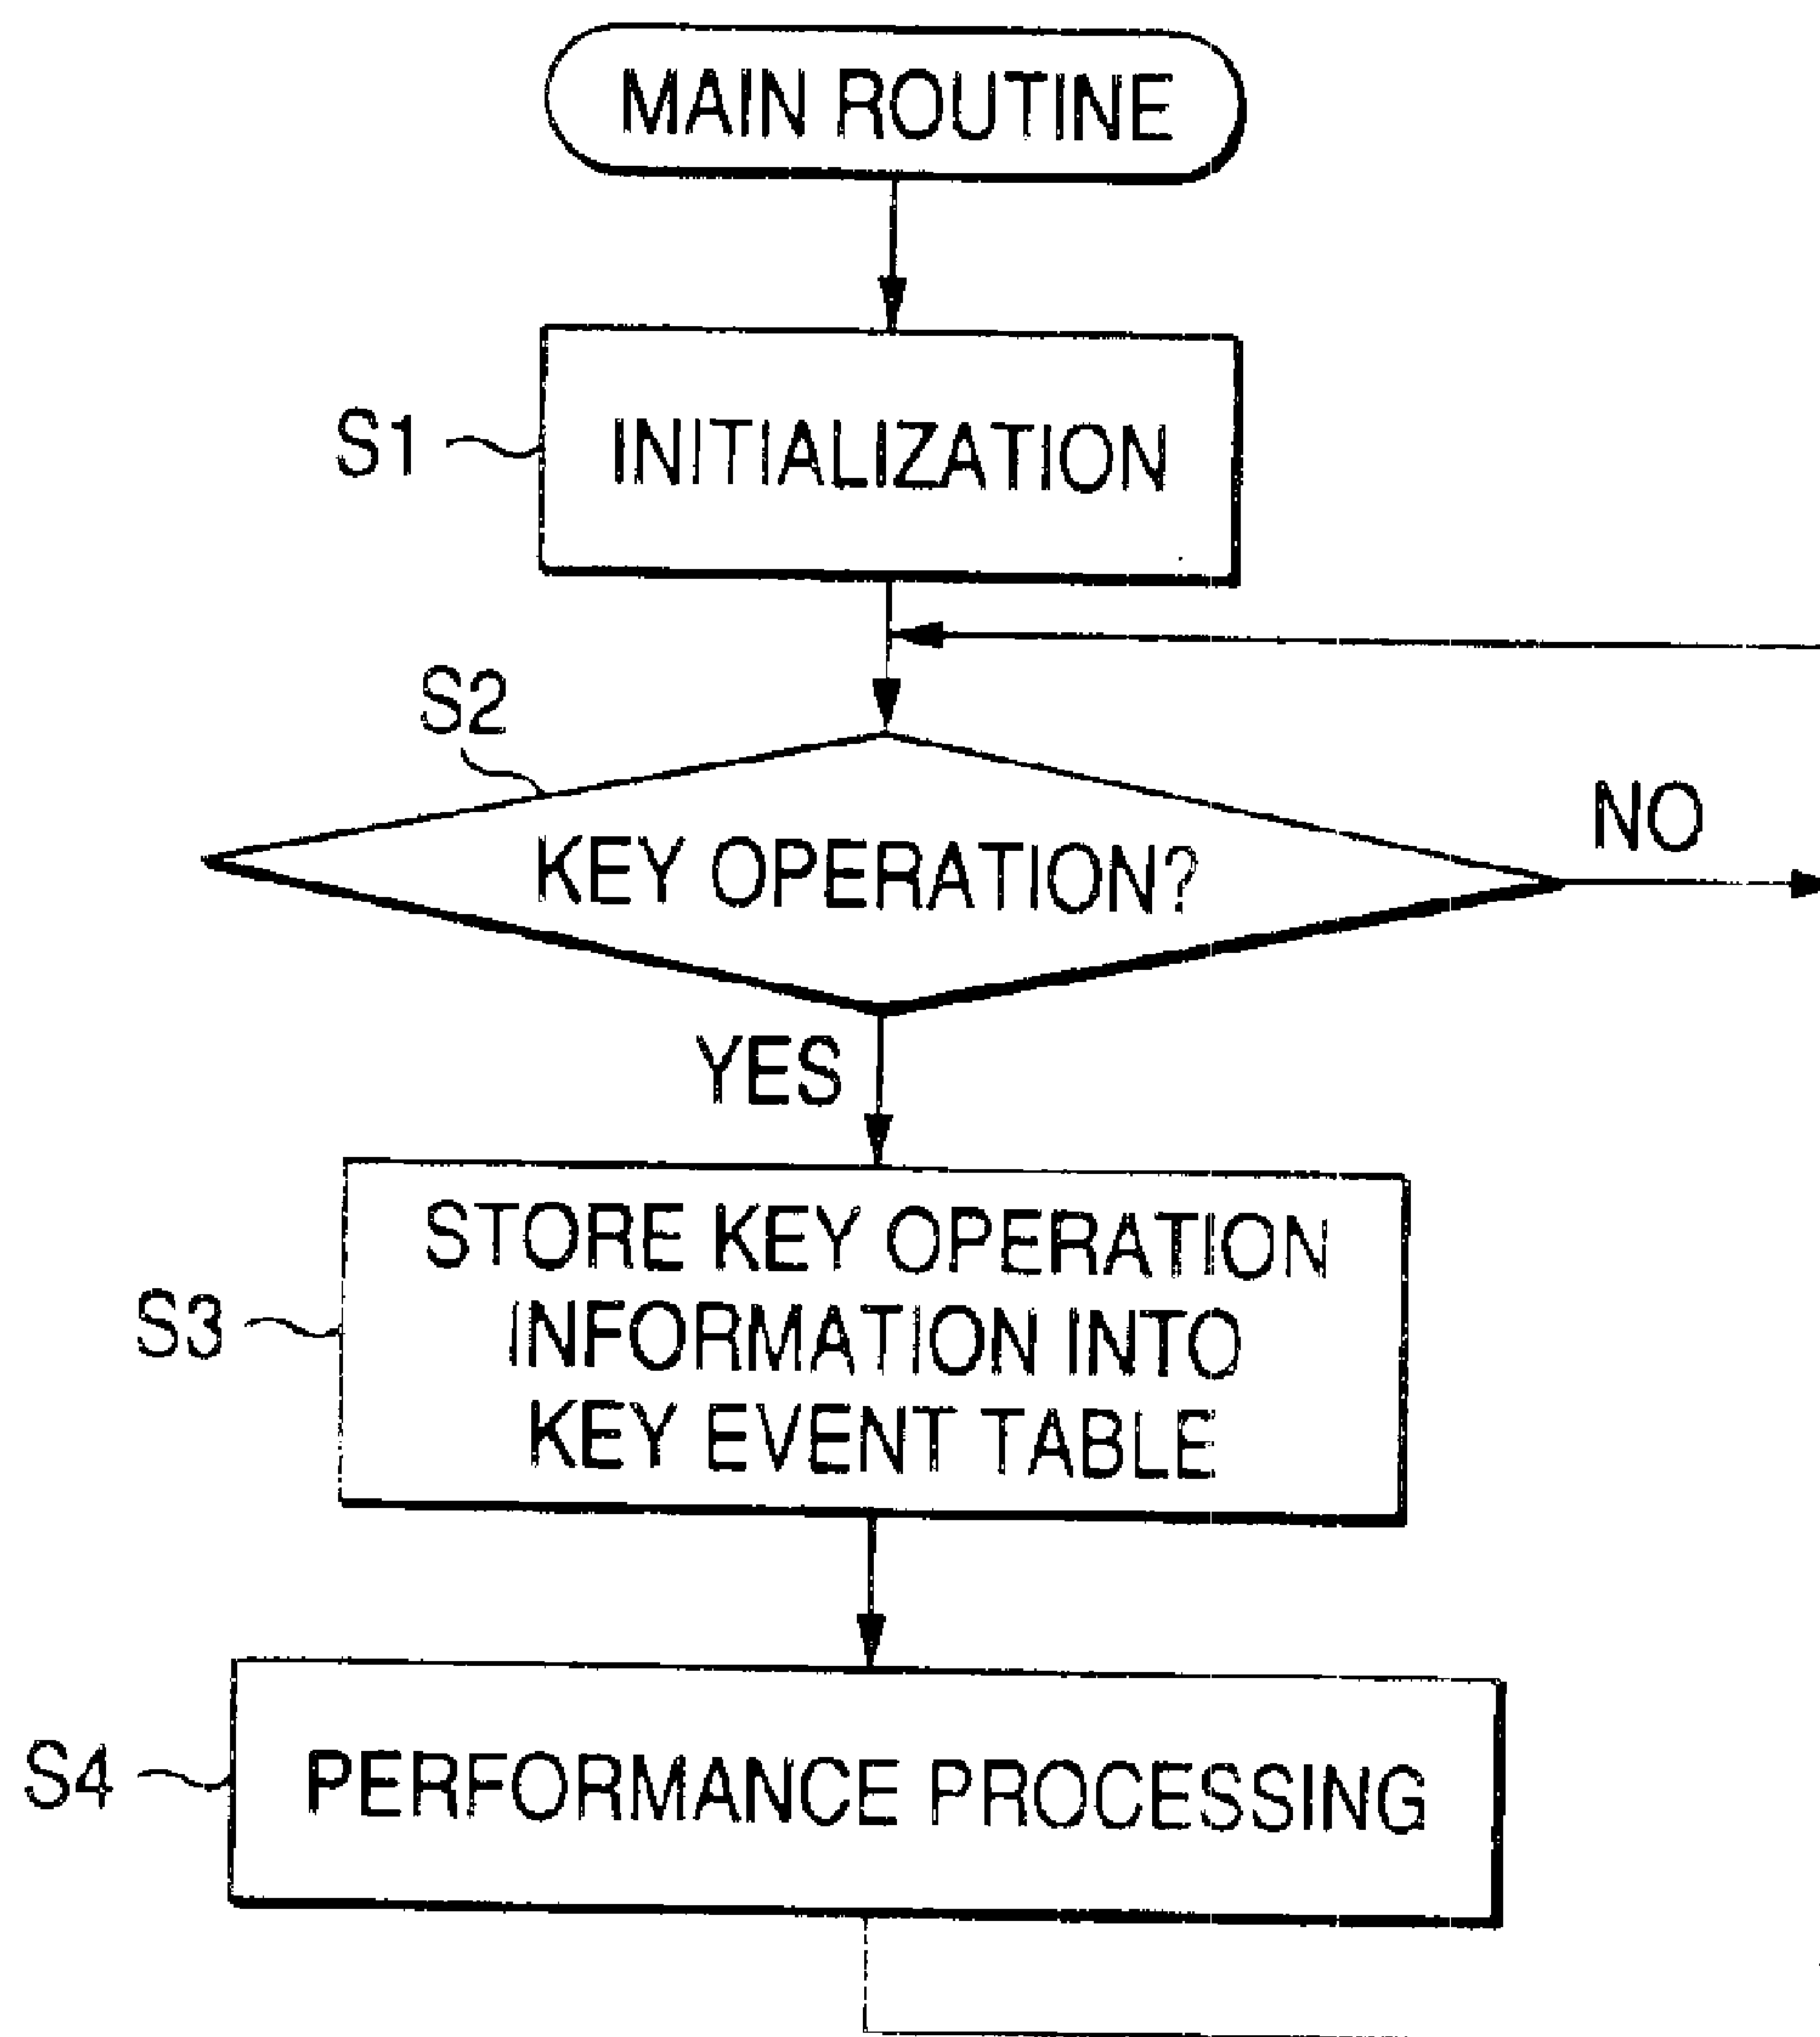 MAIN ROUTINE
S1
INITIALIZATION
S2
KEY OPERATION?
NO
YES
S3
STORE KEY OPERATION
INFORMATION INTO
KEY EVENT TABLE
S4
PERFORMANCE PROCESSING